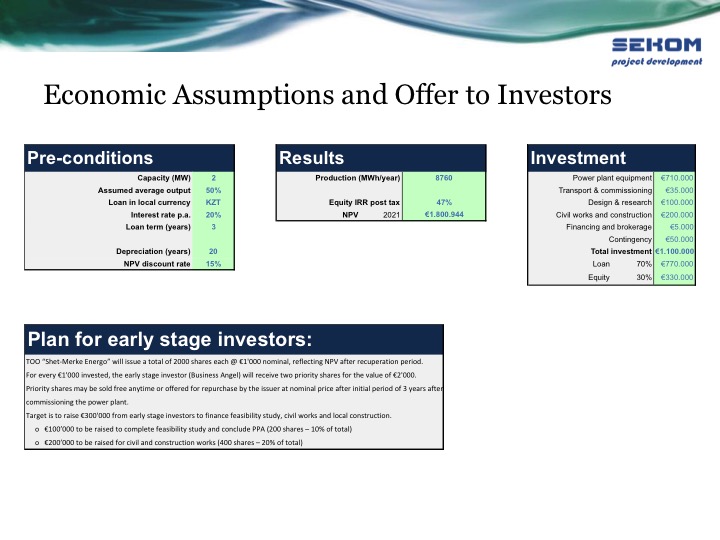 SEKOM
project development
Economic Assumptions and Offer to Investors
Pre-conditions
Capacity (MW) 2
Assumed average output 50%
Loan in local currency KZT
Interest rate p.a. 20%
Loan term (years) 3
Depreciation (years) 20
NPV discount rate 15%
Results
Production (MWh/year) 8760
Equity IRR post tax 47%
NPV 2021 €1.800.944
Investment
Power plant equipment €710.000
Transport & commissioning €35.000
Design & research €100.000
Civil works and construction €200.000
Financing and brokerage €5.000
Contingency €50.000
Total investment €1.100.000
Loan 70% €770.000
Equity 30% €330.000
Plan for early stage investors:
TOO "Shet-Merke Energo" will issue a total of 2000 shares each @ €1'000 nominal, reflecting NPV after recuperation period.
For every €1'000 invested, the early stage investor (Business Angel) will receive two priority shares for the value of €2'000.
Priority shares may be sold free anytime or offered for repurchase by the issuer at nominal price after initial period of 3 years after
commissioning the power plant.
Target is to raise €300'000 from early stage investors to finance feasibility study, civil works and local construction.
o €100'000 to be raised to complete feasibility study and conclude PPA (200 shares – 10% of total)
o €200'000 to be raised for civil and construction works (400 shares – 20% of total)